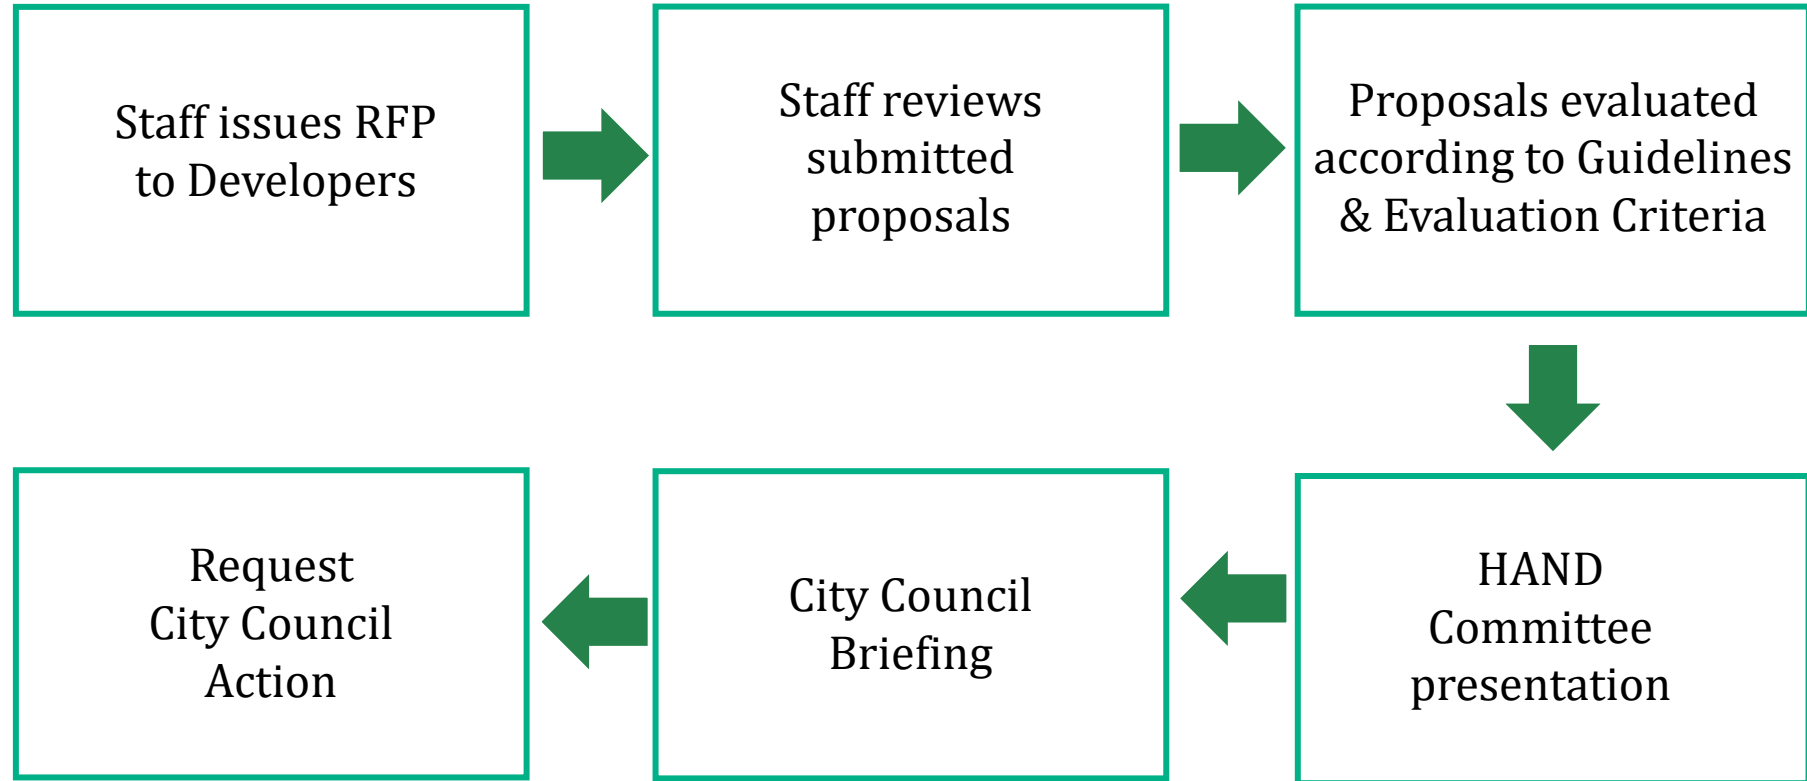 Staff issues RFP
to Developers
Staff reviews
submitted
proposals
Proposals evaluated
according to Guidelines
& Evaluation Criteria
HAND
Committee
presentation
City Council
Briefing
Request
City Council
Action